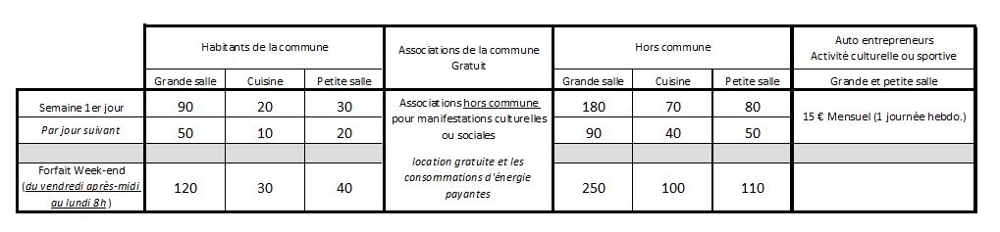 Habitants de la commune
Associations de la commune
Gratuit
Hors commune
Auto entrepreneurs
Activité culturelle ou sportive
Grande salle Cuisine Petite salle Grande salle Cuisine Petite salle Grande et petite salle
Semaine 1er jour 90 20 30 Associations hors commune 180 70 80 15 € Mensuel (1 journée hebdo.)
pour manifestations culturelles
Par jour suivant 50 10 20 ou sociales 90 40 50
location gratuite et les
consommations d'énergie
payantes
Forfait Week-end
(du vendredi après-midi 120 30 40 250 100 110
au lundi 8h)